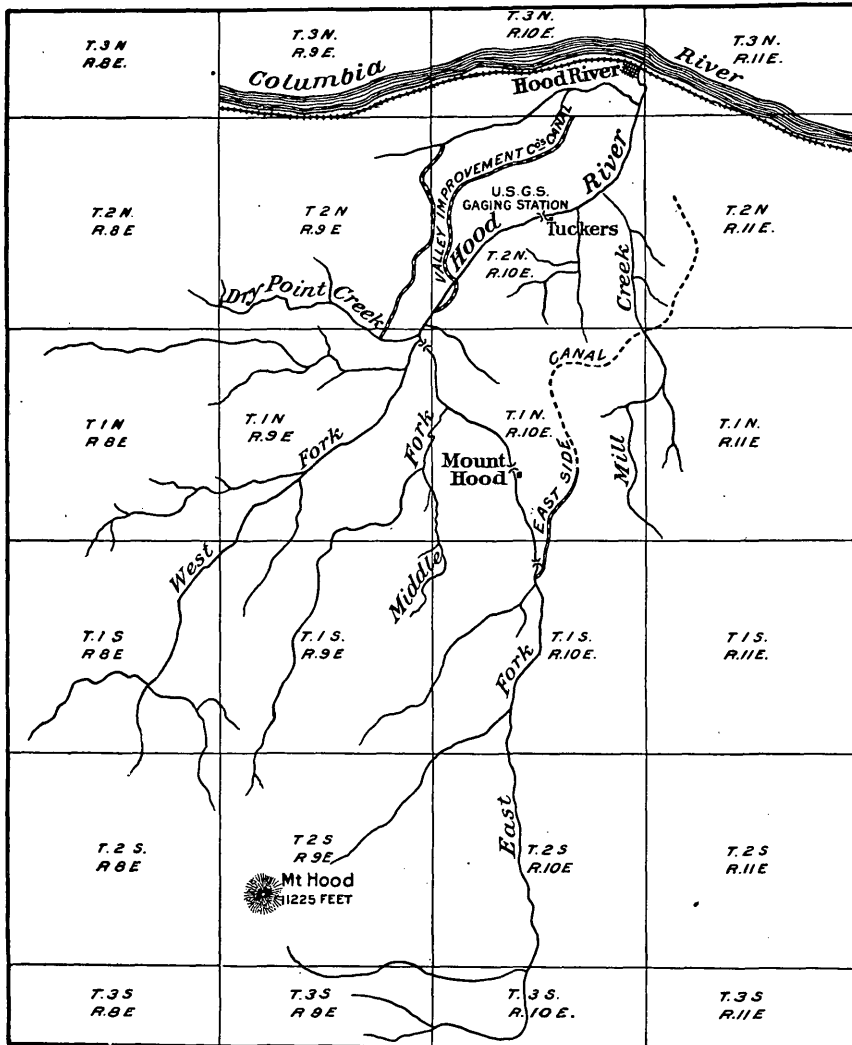 T.3 N
R.8 E.
T.3 N.
R.9 E.
T.3 N.
R.10 E.
T.3 N.
R.11 E.
Columbia
River
Hood River
VALLEY IMPROVEMENT Co's CANAL
U.S.G.S.
GAGING STATION
River
Hood
Tuckers
T.2 N.
R.8 E
T 2 N
R.9 E
T.2 N.
R.10 E.
T.2 N
R.11 E.
Dry Point Creek
Creek
CANAL
T 1 N
R 8 E
T.1 N
R.9 E
T.1 N.
R.10 E.
T.1 N.
R.11 E
Fork
Fork
Mount
Hood
EAST SIDE
Mill
West
Middle
T.1 S
R 8 E
T.1 S.
R.9 E
T.1 S.
R.10 E.
T 1 S.
R.11 E.
Fork
East
T.2 S.
R 8 E
T 2 S
R 9 E
T.2 S
R.10 E
T.2 S
R.11 E
Mt Hood
11225 FEET
T.3 S
R.8 E
T.3 S
R 9 E
T.3 S.
R.10 E.
T.3 S
R.11 E